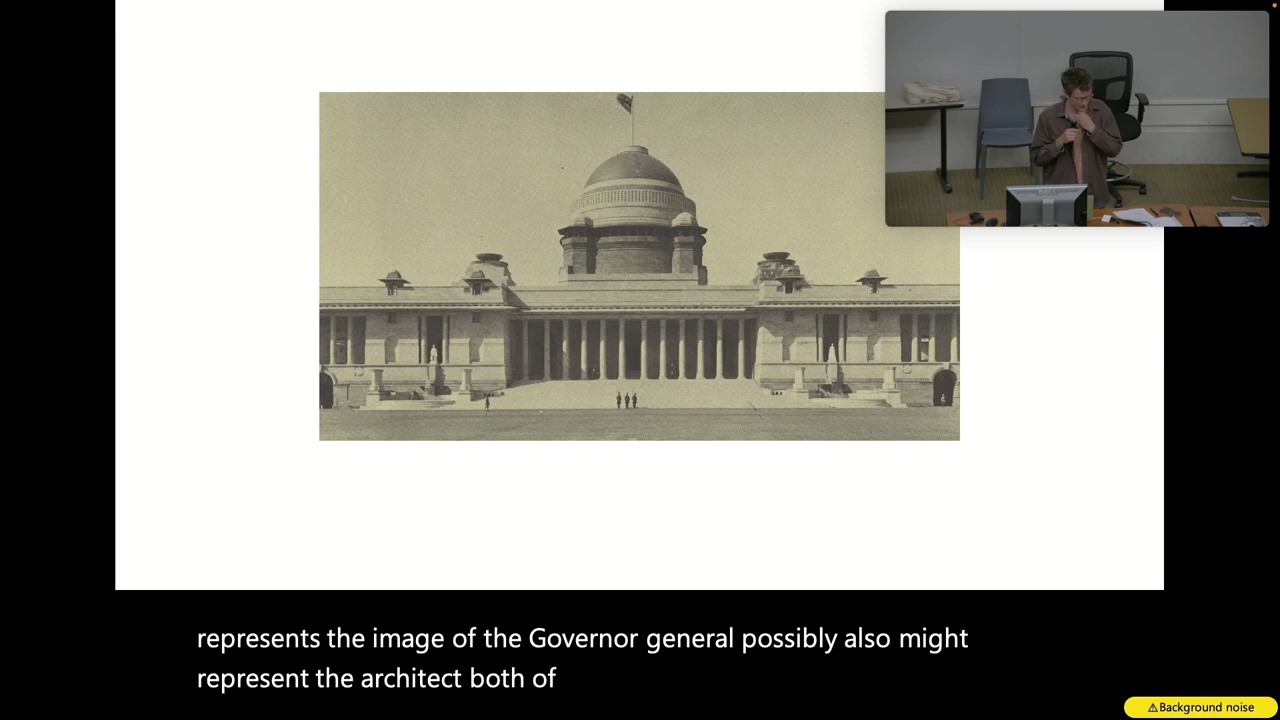 represents the image of the Governor general possibly also might
represent the architect both of
⚠Background noise